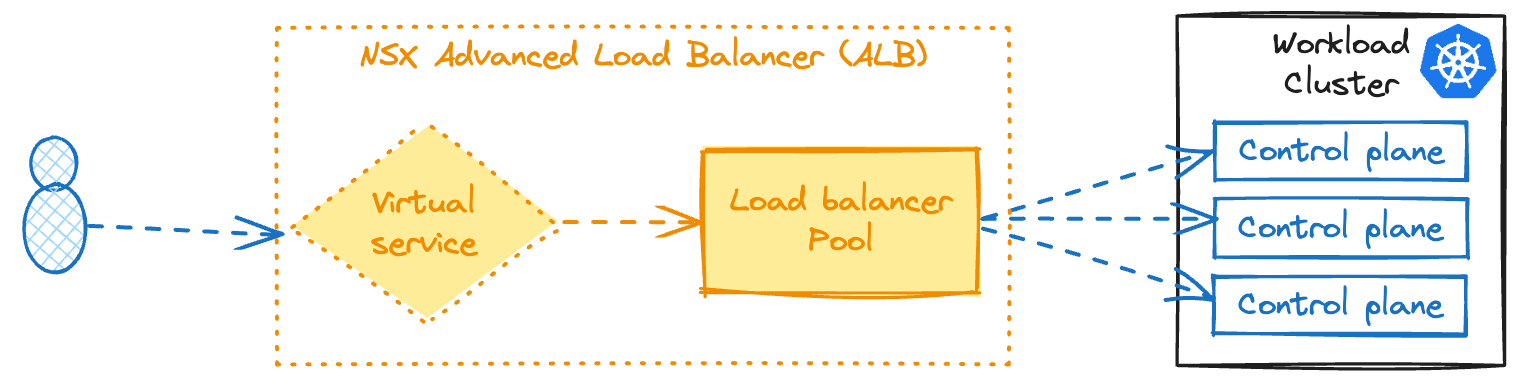 NSX Advanced Load Balancer (ALB)
Virtual
service
Load balancer
Pool
Workload
Cluster
Control plane
Control plane
Control plane